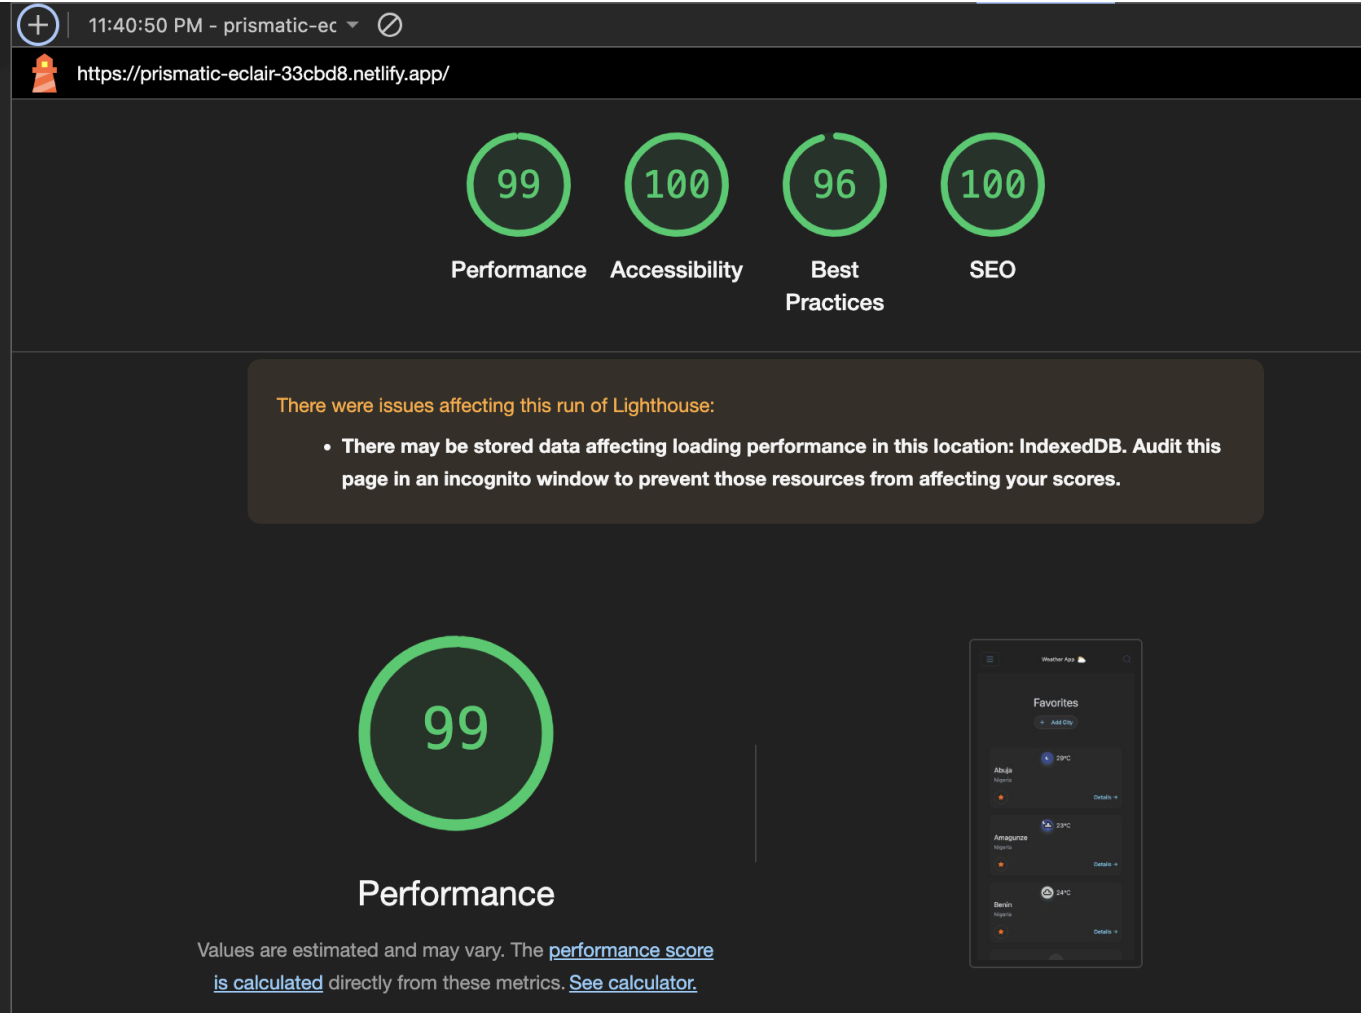 11:40:50 PM - prismatic-ec
https://prismatic-eclair-33cbd8.netlify.app/
99
100
96
100
Performance
Accessibility
Best
Practices
SEO
There were issues affecting this run of Lighthouse:
• There may be stored data affecting loading performance in this location: IndexedDB. Audit this
page in an incognito window to prevent those resources from affecting your scores.
99
Performance
Values are estimated and may vary. The performance score
is calculated directly from these metrics. See calculator.
Weather App
Favorites
+ Add City
Abuja
Nigeria
29°C
Details →
Amagunze
Nigeria
23°C
Details →
Benin
Nigeria
24°C
Details →